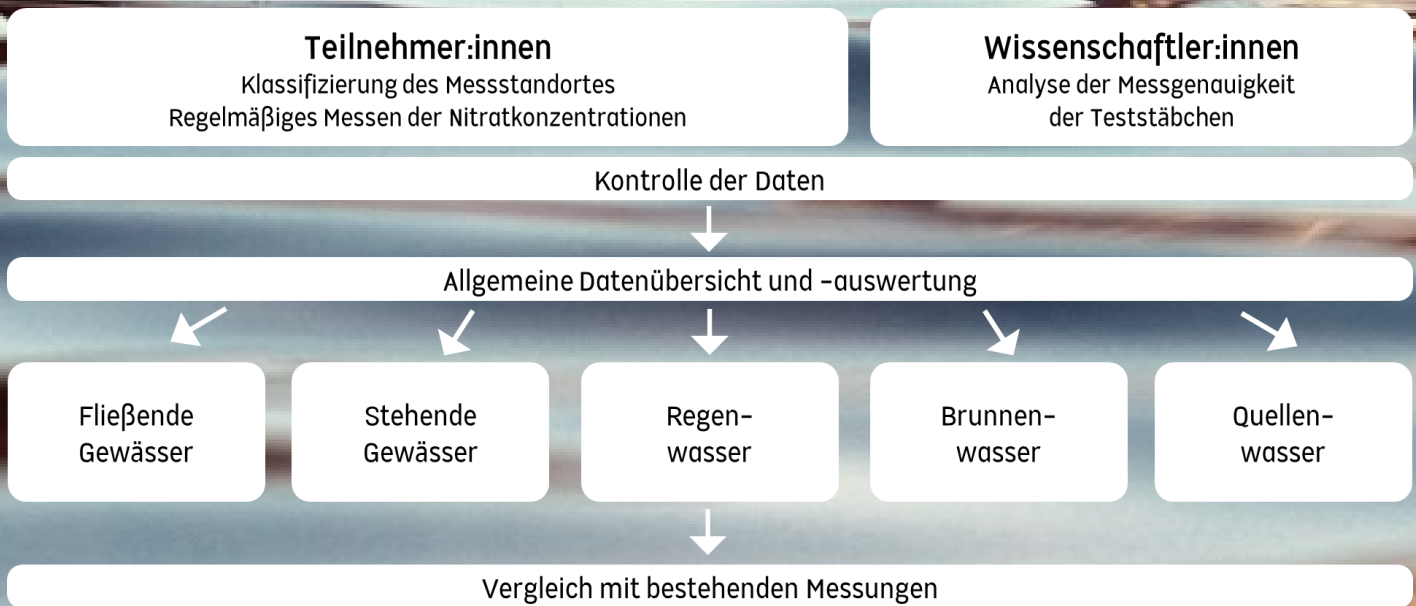 Teilnehmer:innen
Klassifizierung des Messstandortes
Regelmäßiges Messen der Nitratkonzentrationen
Wissenschaftler:innen
Analyse der Messgenauigkeit
der Teststäbchen
Kontrolle der Daten
Allgemeine Datenübersicht und -auswertung
Fließende
Gewässer
Stehende
Gewässer
Regen-
wasser
Brunnen-
wasser
Quellen-
wasser
Vergleich mit bestehenden Messungen